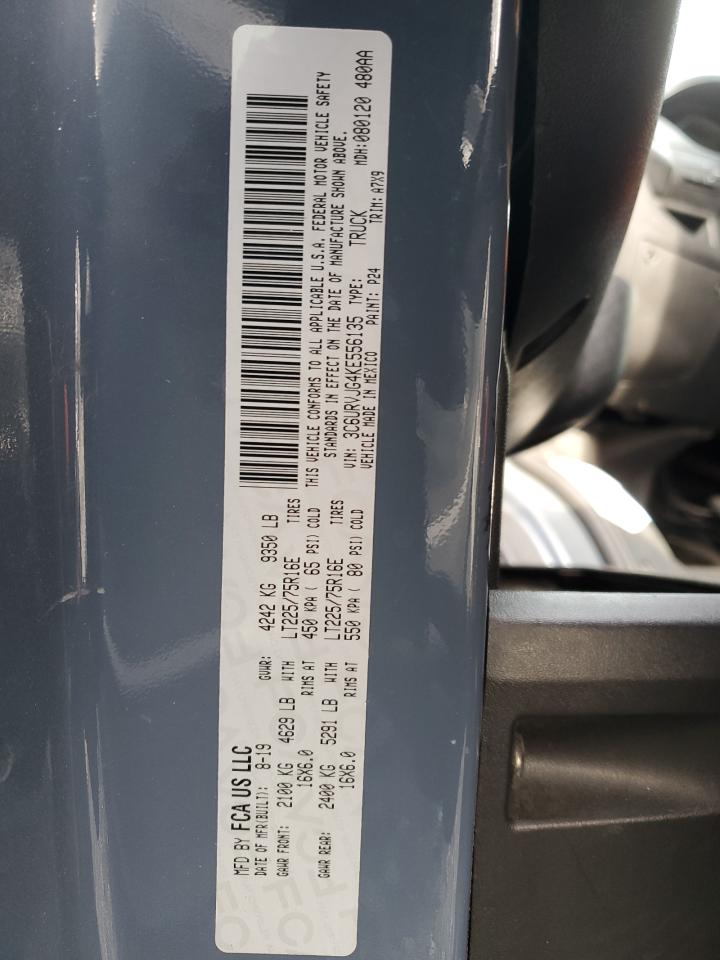 MFD BY FCA US LLC
DATE OF MFR(BUILT): 8-19 GVWR: 4242 KG 9350 LB
GAWR FRONT: 2100 KG 4629 LB WITH LT225/75R16E TIRES
16X6.0 RIMS AT 450 KPA ( 65 PSI) COLD
GAWR REAR: 2400 KG 5291 LB WITH LT225/75R16E TIRES
16X6.0 RIMS AT 550 KPA ( 80 PSI) COLD
THIS VEHICLE CONFORMS TO ALL APPLICABLE U.S.A. FEDERAL MOTOR VEHICLE SAFETY
STANDARDS IN EFFECT ON THE DATE OF MANUFACTURE SHOWN ABOVE.
VIN: 3C6URVJG4KE556135 TYPE: TRUCK MDH:080120 480AA
VEHICLE MADE IN MEXICO PAINT: P24 TRIM: A7X9